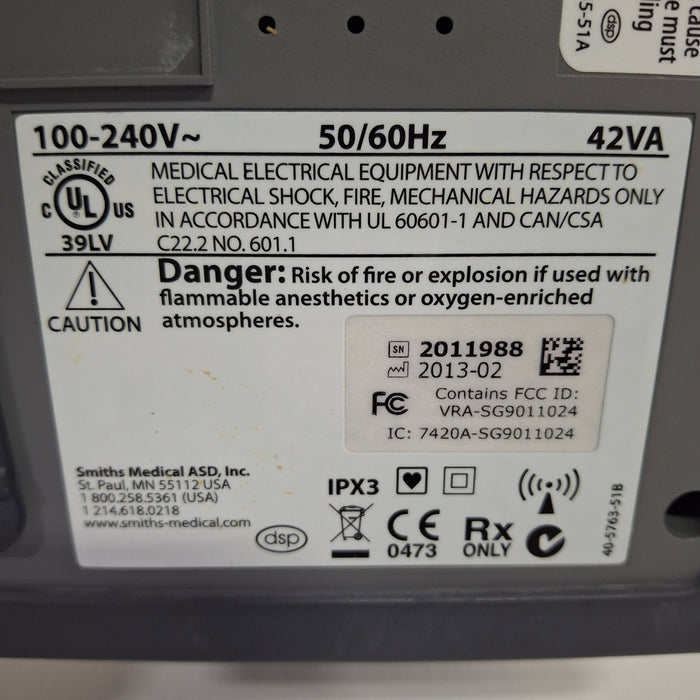 cause
e must
ing
5-51A
dsp
100-240V~ 50/60Hz 42VA
CLASSIFIED
C UL US
®
39LV
MEDICAL ELECTRICAL EQUIPMENT WITH RESPECT TO
ELECTRICAL SHOCK, FIRE, MECHANICAL HAZARDS ONLY
IN ACCORDANCE WITH UL 60601-1 AND CAN/CSA
C22.2 NO. 601.1
CAUTION
Danger: Risk of fire or explosion if used with
flammable anesthetics or oxygen-enriched
atmospheres.
SN 2011988
2013-02
FC Contains FCC ID:
VRA-SG9011024
IC: 7420A-SG9011024
Smiths Medical ASD, Inc.
St. Paul, MN 55112 USA
1 800.258.5361 (USA)
1 214.618.0218
www.smiths-medical.com
dsp
IPX3
CE
0473
Rx
ONLY
40-5763-51B